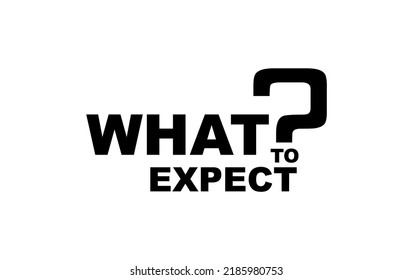 WHAT?
TO
EXPECT
shutterstock.com · 2185980753